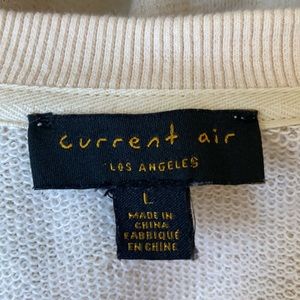 current air
LOS ANGELES
L
MADE IN
CHINA
FABRIQUÉ
EN CHINE